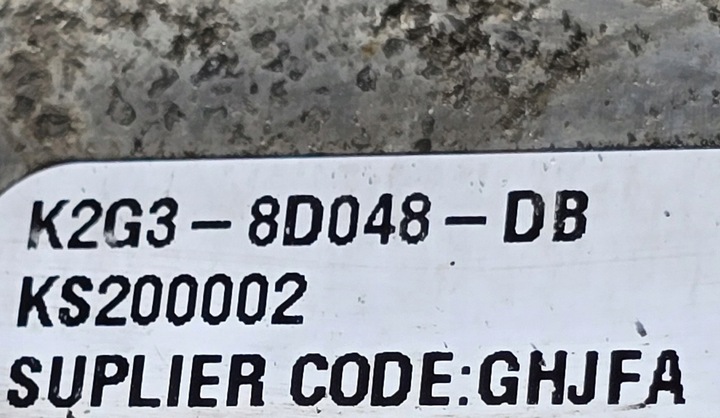 K2G3-8D048-DB
KS200002
SUPLIER CODE:GHJFA